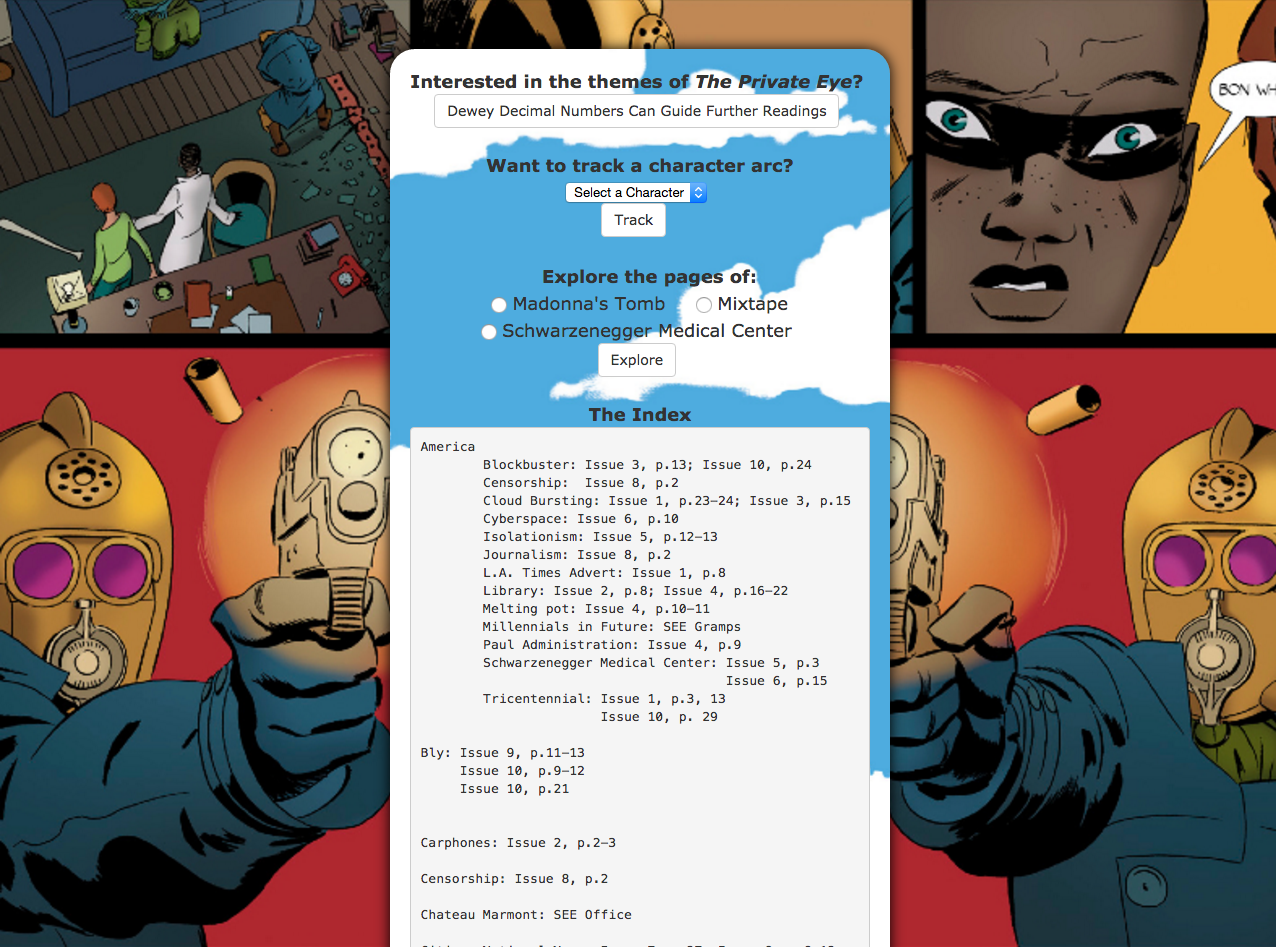 Interested in the themes of The Private Eye?
Dewey Decimal Numbers Can Guide Further Readings
BON WH
Want to track a character arc?
Select a Character
Track
Explore the pages of:
Madonna's Tomb Mixtape
Schwarzenegger Medical Center
Explore
The Index
America
Blockbuster: Issue 3, p.13; Issue 10, p.24
Censorship: Issue 8, p.2
Cloud Bursting: Issue 1, p.23–24; Issue 3, p.15
Cyberspace: Issue 6, p.10
Isolationism: Issue 5, p.12–13
Journalism: Issue 8, p.2
L.A. Times Advert: Issue 1, p.8
Library: Issue 2, p.8; Issue 4, p.16–22
Melting pot: Issue 4, p.10–11
Millennials in Future: SEE Gramps
Paul Administration: Issue 4, p.9
Schwarzenegger Medical Center: Issue 5, p.3
Issue 6, p.15
Tricentennial: Issue 1, p.3, 13
Issue 10, p. 29
Bly: Issue 9, p.11–13
Issue 10, p.9–12
Issue 10, p.21
Carphones: Issue 2, p.2–3
Censorship: Issue 8, p.2
Chateau Marmont: SEE Office